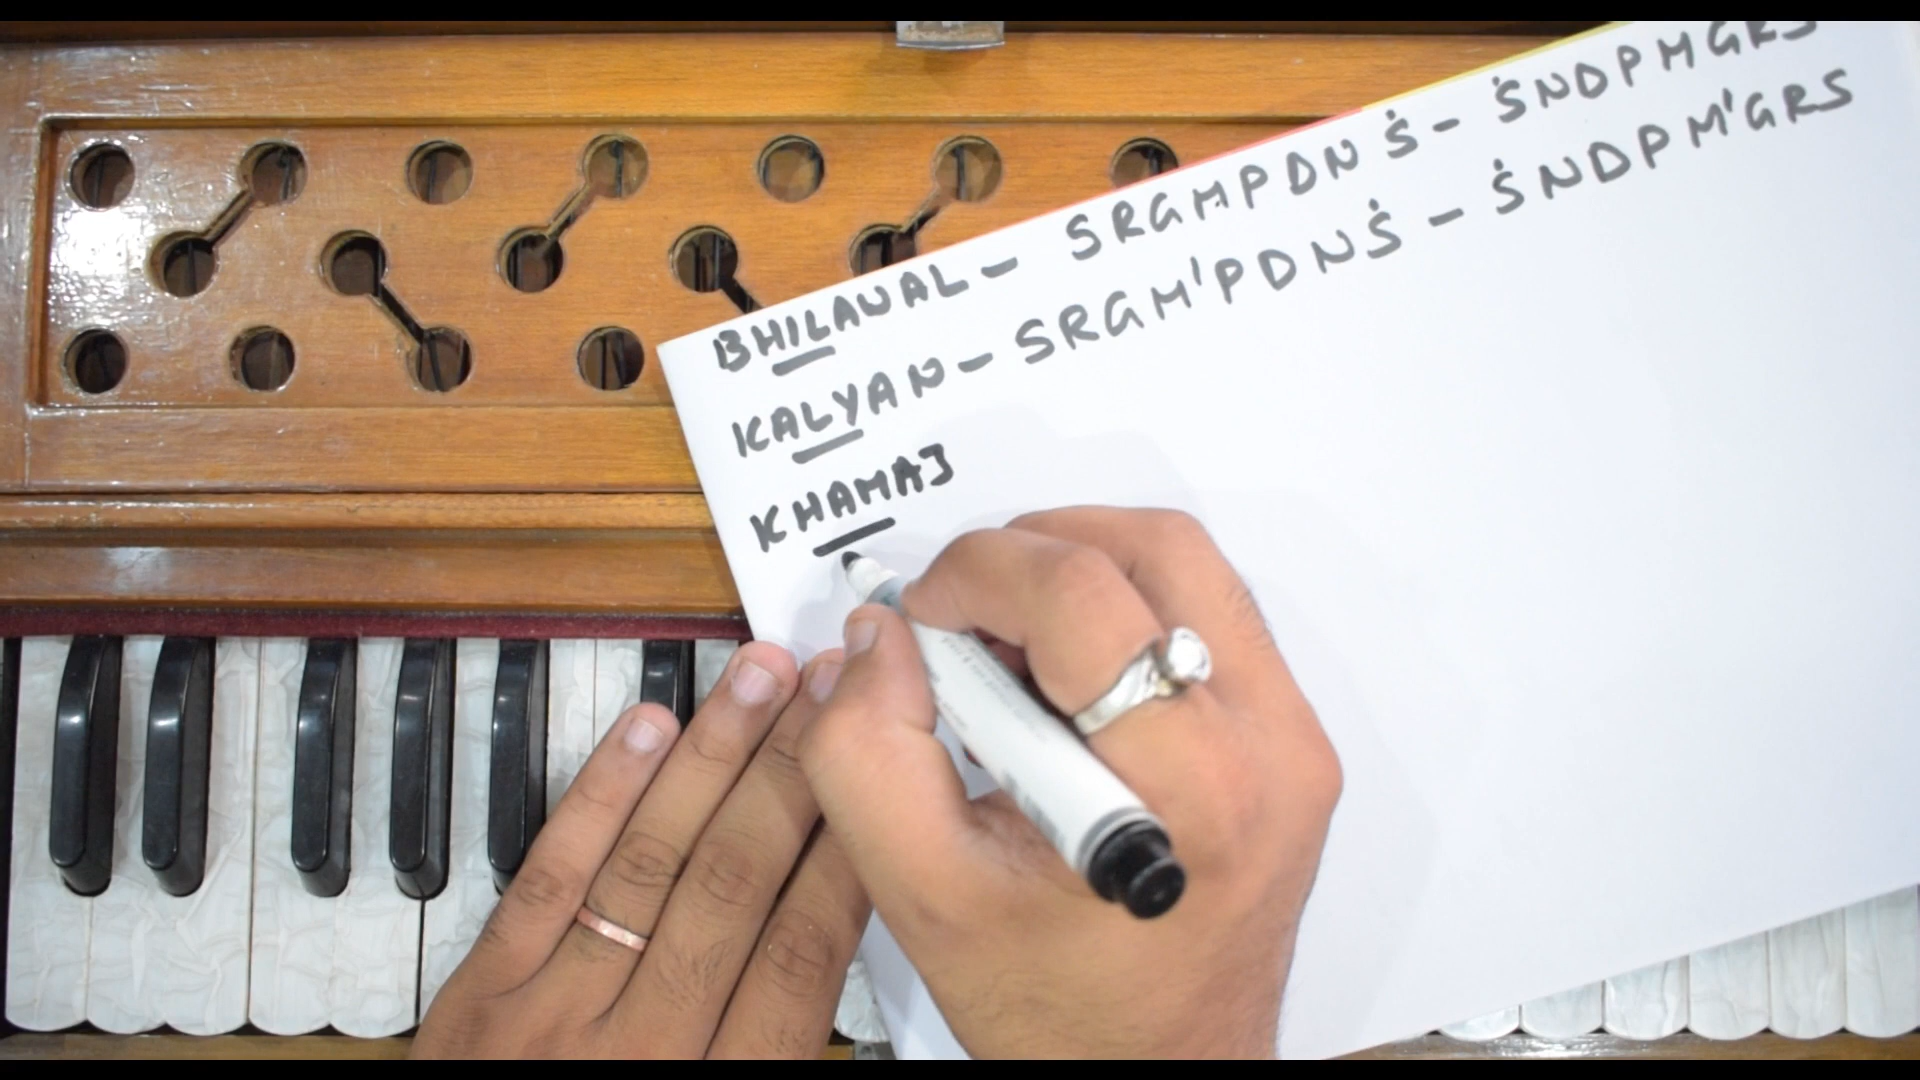 BHILAWAL – SRGMPDNṠ – ṠNDPMGRS
KALYAN – SRGM'PDNṠ – ṠNDPM'GRS
KHAMAJ